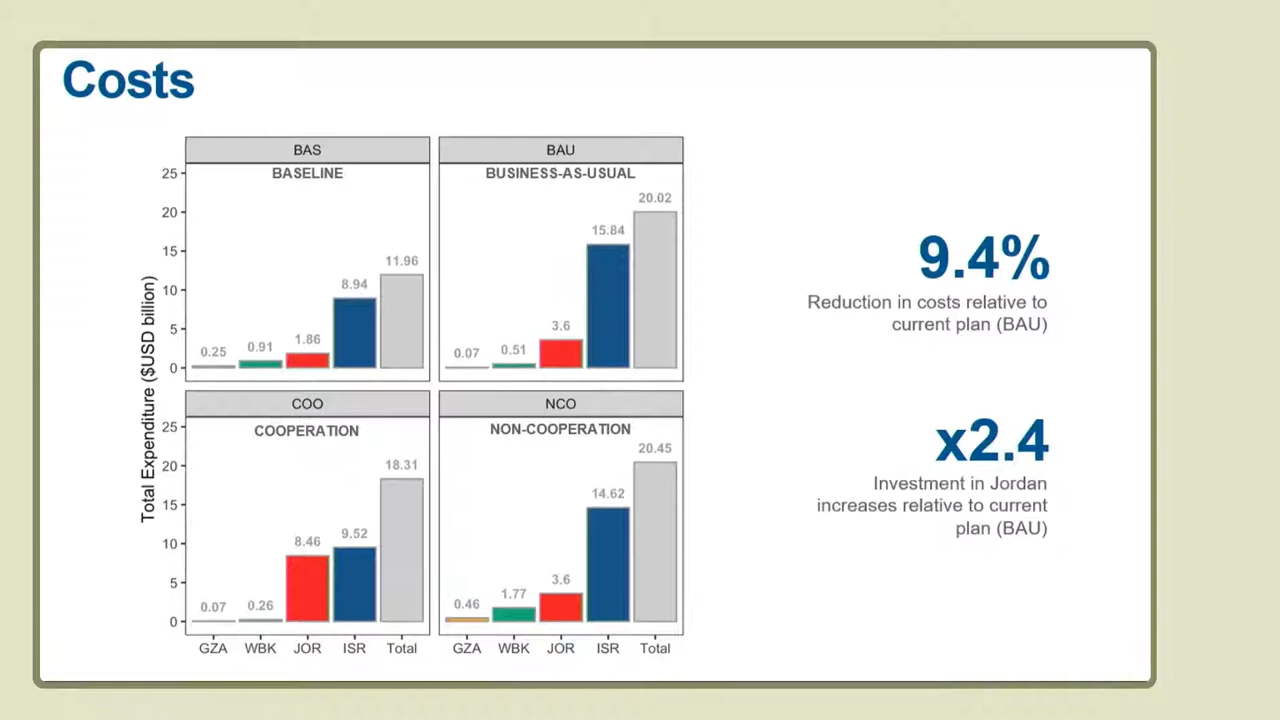 Costs
Total Expenditure ($USD billion)
BAS
BASELINE
25
20
15
10
5
0
0.25
0.91
1.86
8.94
11.96
BAU
BUSINESS-AS-USUAL
0.07
0.51
3.6
15.84
20.02
COO
COOPERATION
25
20
15
10
5
0
0.07
0.26
8.46
9.52
18.31
GZA WBK JOR ISR Total
NCO
NON-COOPERATION
0.46
1.77
3.6
14.62
20.45
GZA WBK JOR ISR Total
9.4%
Reduction in costs relative to
current plan (BAU)
x2.4
Investment in Jordan
increases relative to current
plan (BAU)